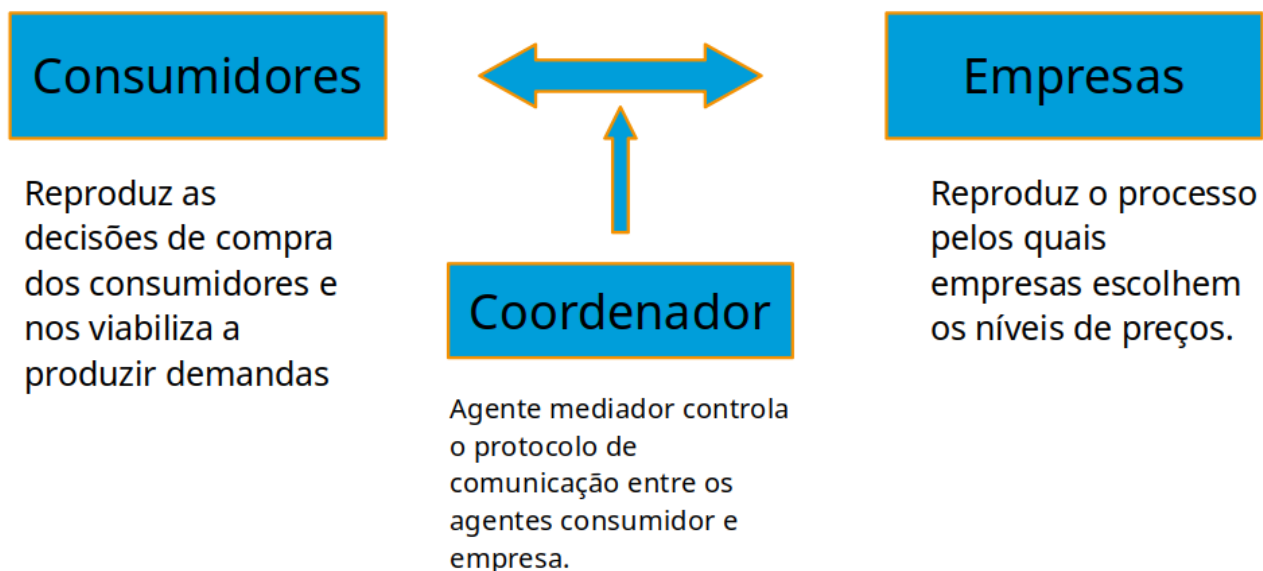 Consumidores
Reproduz as
decisões de compra
dos consumidores e
nos viabiliza a
produzir demandas
Coordenador
Agente mediador controla
o protocolo de
comunicação entre os
agentes consumidor e
empresa.
Empresas
Reproduz o processo
pelos quais
empresas escolhem
os níveis de preços.